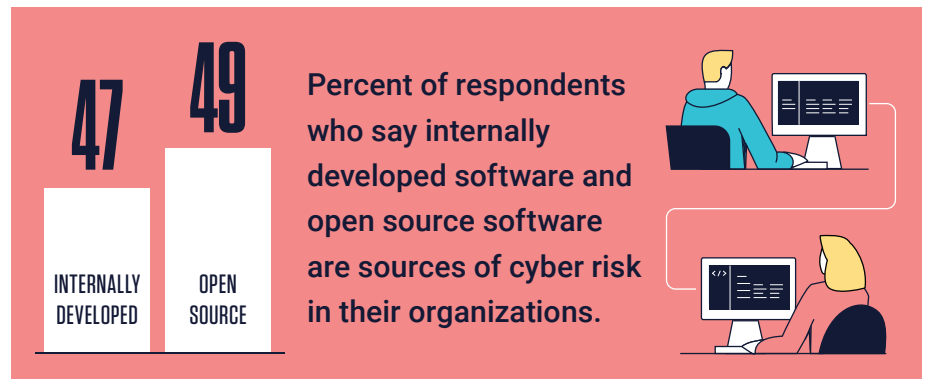 47
49
INTERNALLY
DEVELOPED
OPEN
SOURCE
Percent of respondents
who say internally
developed software and
open source software
are sources of cyber risk
in their organizations.
</>